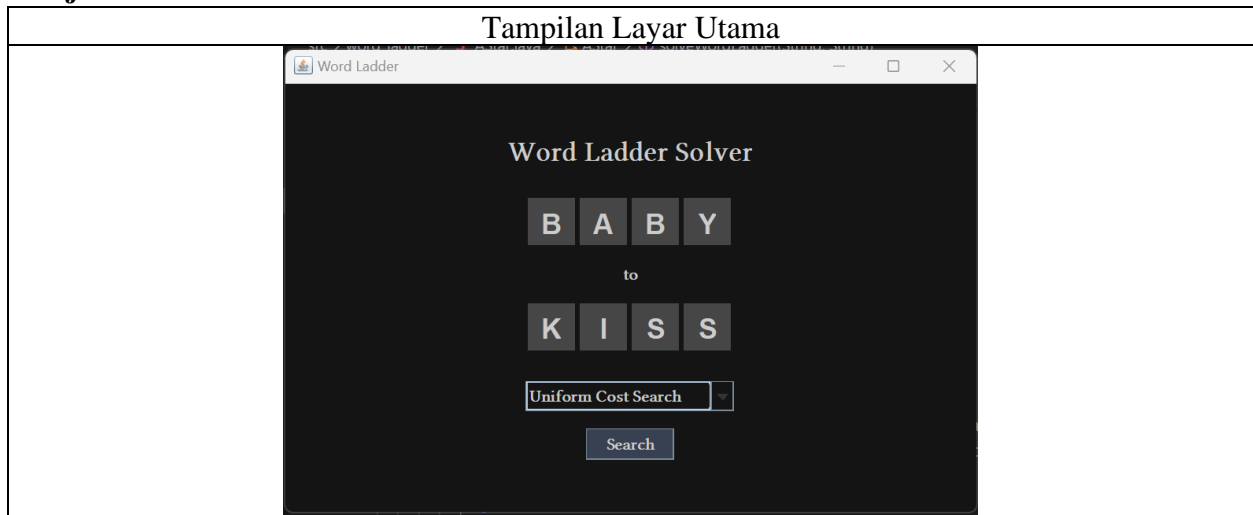 Tampilan Layar Utama
Word Ladder
Word Ladder Solver
B A B Y
to
K I S S
Uniform Cost Search
Search